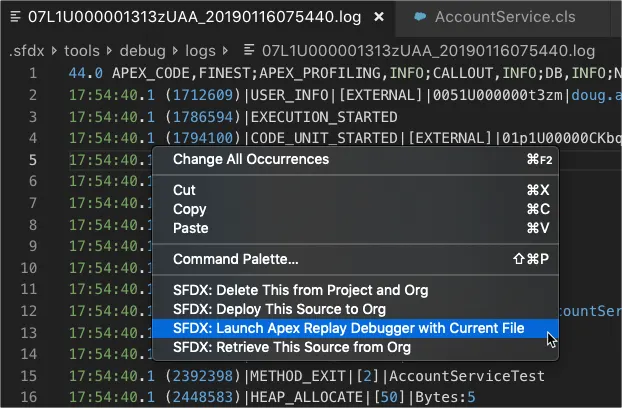 07L1U000001313zUAA_20190116075440.log × AccountService.cls
.sfdx › tools › debug › logs › 07L1U000001313zUAA_20190116075440.log
1 44.0 APEX_CODE,FINEST;APEX_PROFILING,INFO;CALLOUT,INFO;DB,INFO;N
2 17:54:40.1 (1712609)|USER_INFO|[EXTERNAL]|0051U000000t3zm|doug.a
3 17:54:40.1 (1786594)|EXECUTION_STARTED
4 17:54:40.1 (1794100)|CODE_UNIT_STARTED|[EXTERNAL]|01p1U00000CKbq
5 17:54:40.1
Change All Occurrences ⌘F2
6 17:54:40.1
Cut ⌘X
7 17:54:40.1
Copy ⌘C
8 17:54:40.1
Paste ⌘V
9 17:54:40.1
Command Palette... ⇧⌘P
10 17:54:40.1
11 17:54:40.1
SFDX: Delete This from Project and Org
12 17:54:40.1
SFDX: Deploy This Source to Org
countServ
13 17:54:40.1
SFDX: Launch Apex Replay Debugger with Current File
14 17:54:40.1
SFDX: Retrieve This Source from Org
15 17:54:40.1 (2392398)|METHOD_EXIT|[2]|AccountServiceTest
16 17:54:40.1 (2448583)|HEAP_ALLOCATE|[50]|Bytes:5